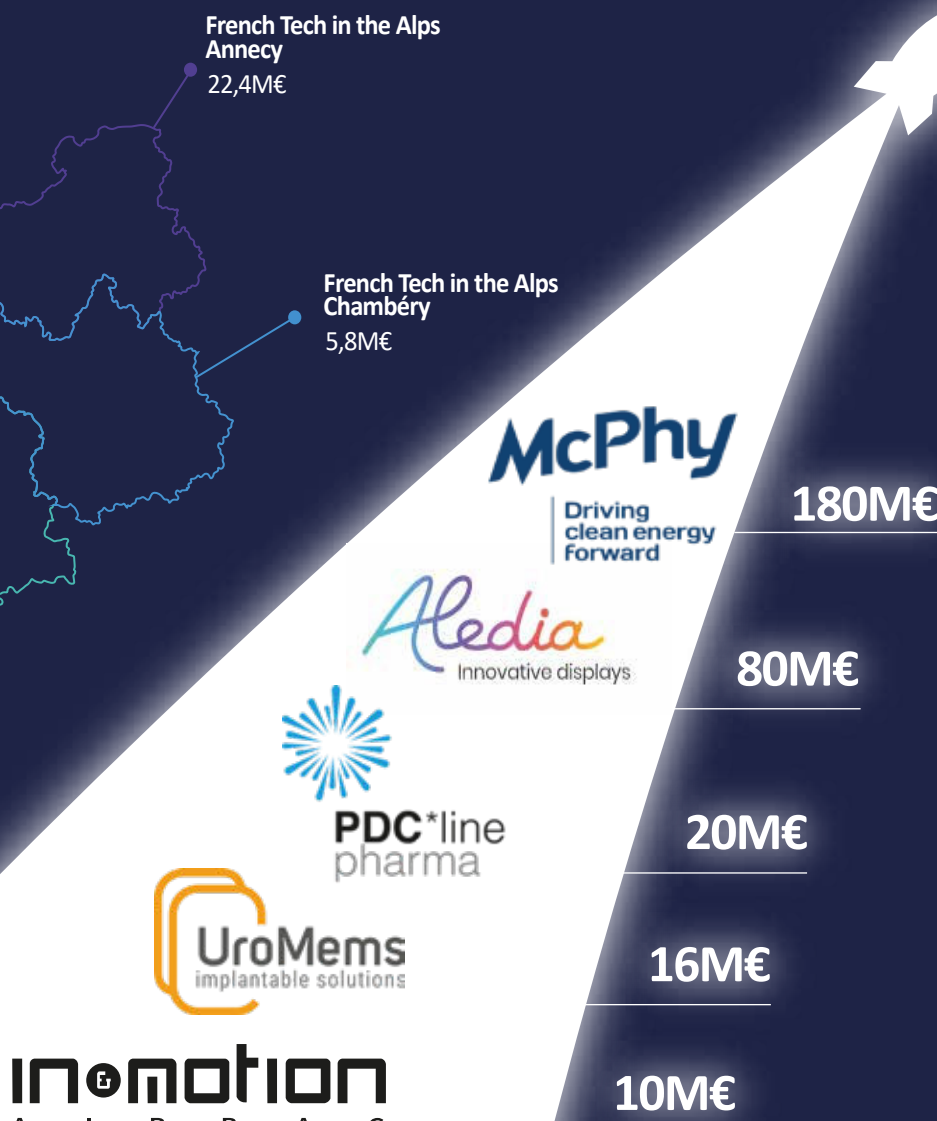 French Tech in the Alps
Annecy
22,4M€
French Tech in the Alps
Chambéry
5,8M€
McPhy
Driving
clean energy
forward
180M€
Aledia
Innovative displays
80M€
PDC*line
pharma
20M€
UroMems
implantable solutions
16M€
in&motion
10M€